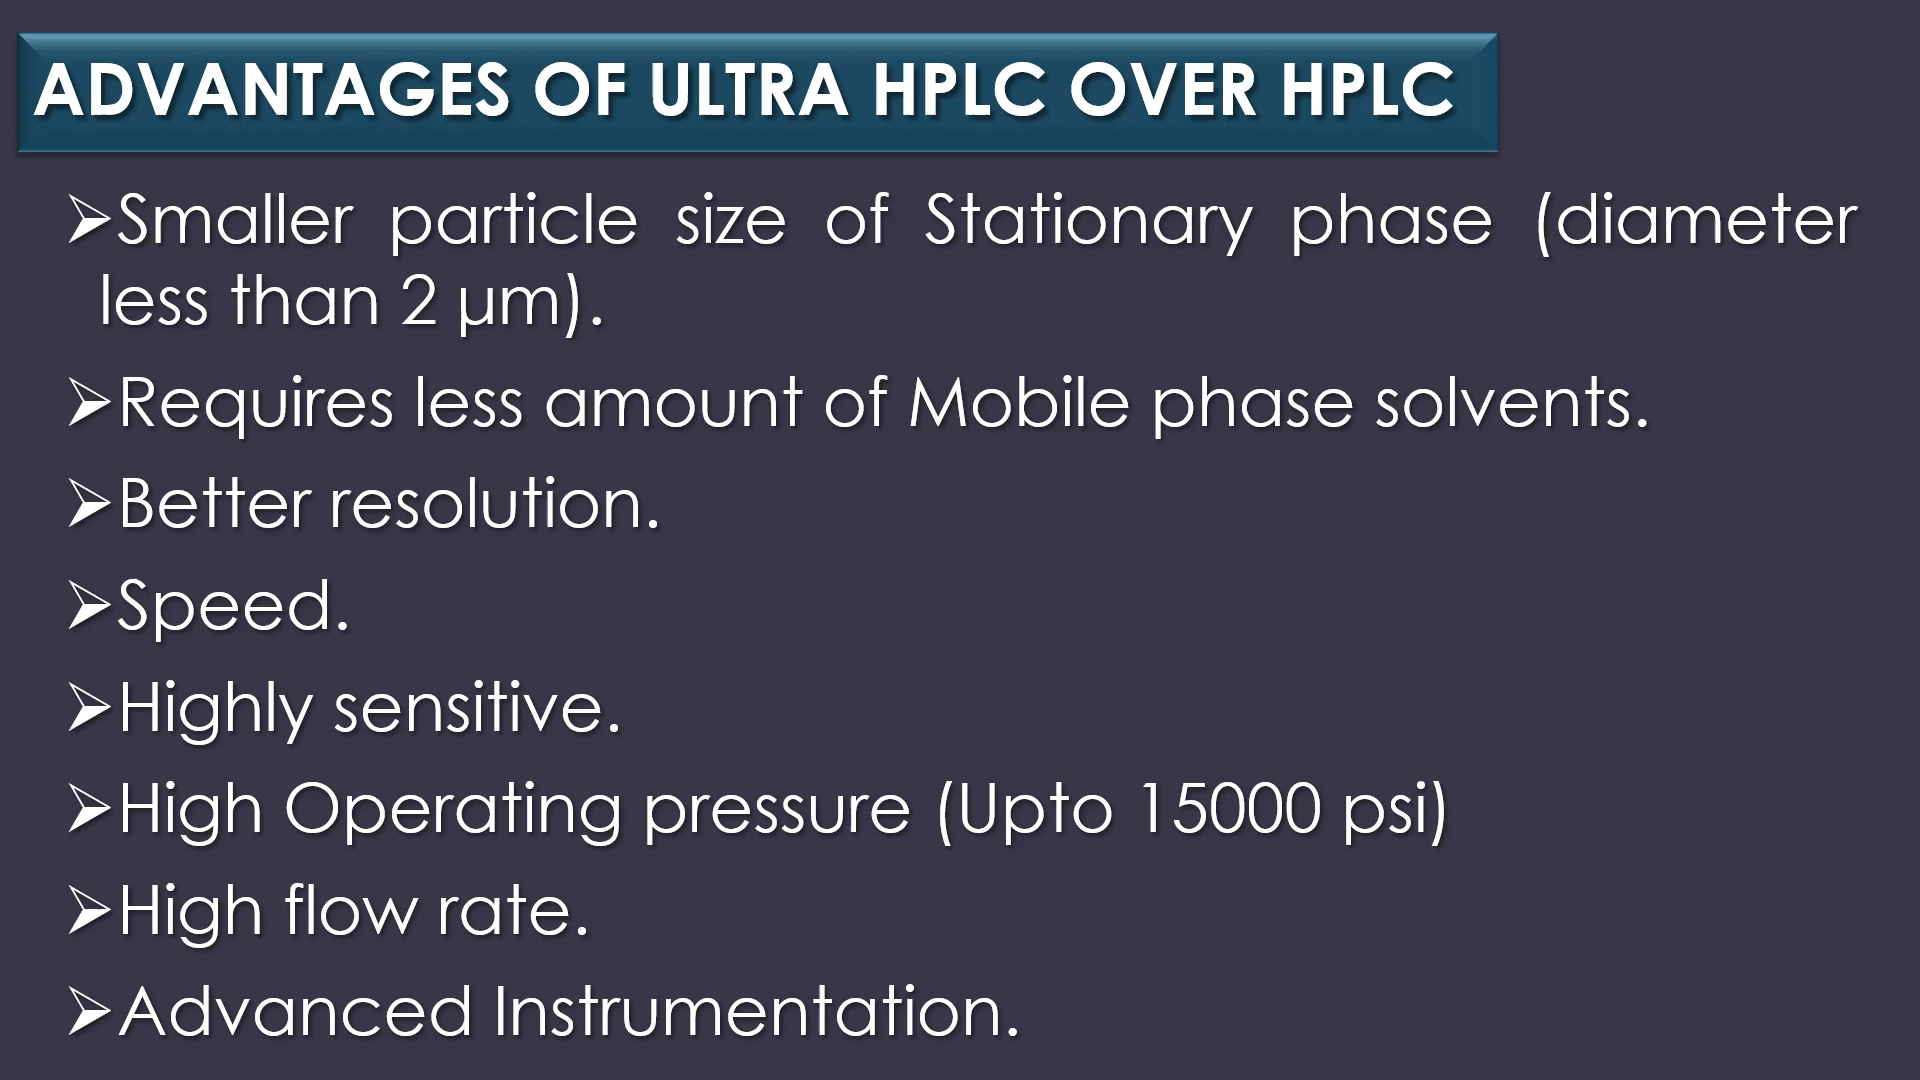 ADVANTAGES OF ULTRA HPLC OVER HPLC
➢Smaller particle size of Stationary phase (diameter
less than 2 µm).
➢Requires less amount of Mobile phase solvents.
➢Better resolution.
➢Speed.
➢Highly sensitive.
➢High Operating pressure (Upto 15000 psi)
➢High flow rate.
➢Advanced Instrumentation.